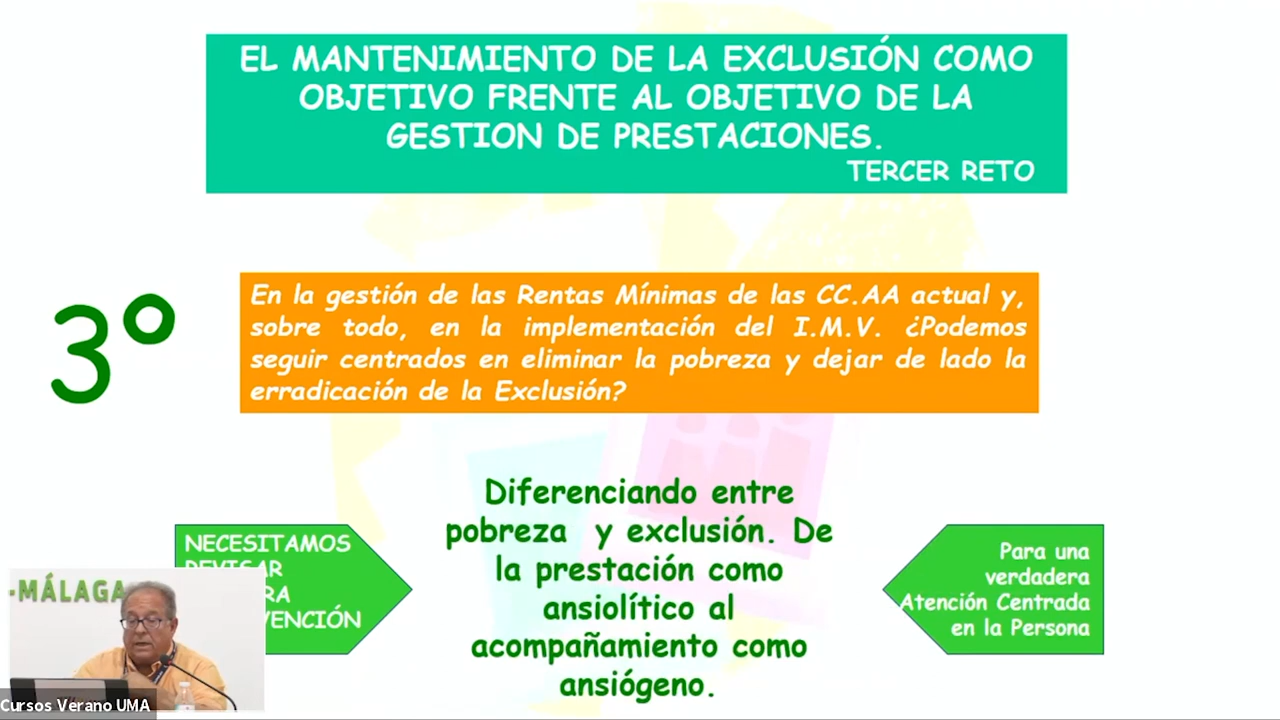 EL MANTENIMIENTO DE LA EXCLUSIÓN COMO
OBJETIVO FRENTE AL OBJETIVO DE LA
GESTION DE PRESTACIONES.
TERCER RETO
3º
En la gestión de las Rentas Mínimas de las CC.AA actual y,
sobre todo, en la implementación del I.M.V. ¿Podemos
seguir centrados en eliminar la pobreza y dejar de lado la
erradicación de la Exclusión?
Diferenciando entre
pobreza y exclusión. De
la prestación como
ansiolítico al
acompañamiento como
ansiógeno.
NECESITAMOS
Para una
verdadera
Atención Centrada
en la Persona
-MÁLAGA
Cursos Verano UMA